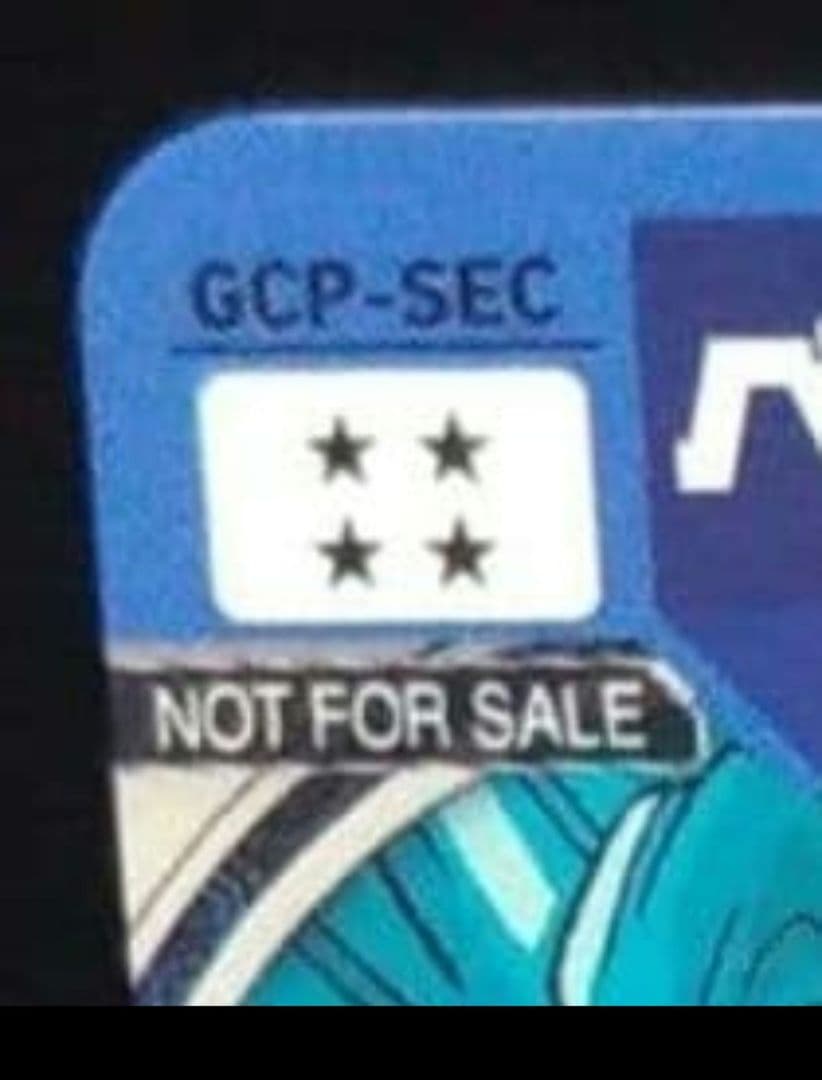 GCP-SEC
★ ★
★ ★
NOT FOR SALE